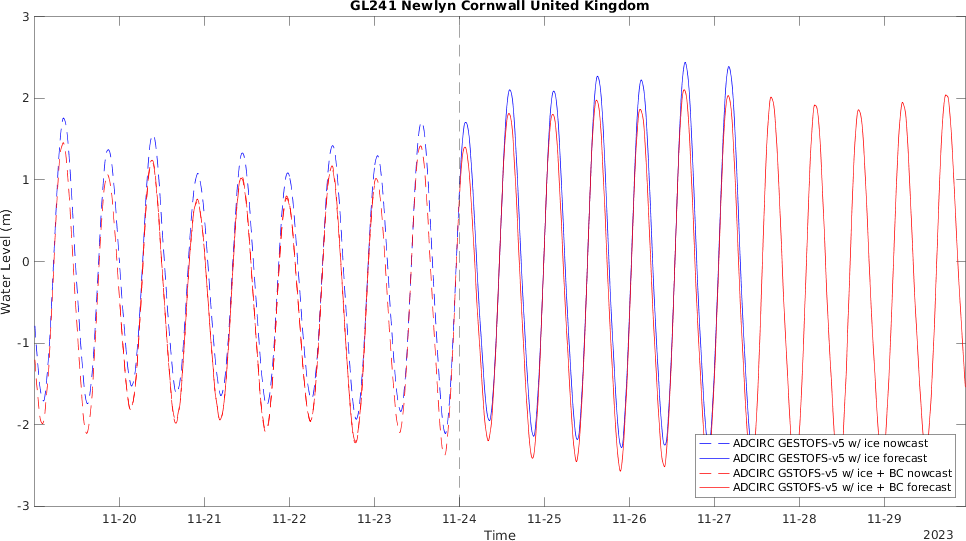 GL241 Newlyn Cornwall United Kingdom
3
2
1
0
-1
-2
-3
Water Level (m)
ADCIRC GESTOFS-v5 w/ ice nowcast
ADCIRC GESTOFS-v5 w/ ice forecast
ADCIRC GSTOFS-v5 w/ ice + BC nowcast
ADCIRC GSTOFS-v5 w/ ice + BC forecast
11-20 11-21 11-22 11-23 11-24 11-25 11-26 11-27 11-28 11-29
Time
2023